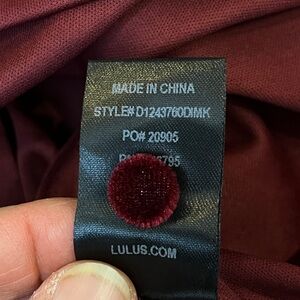 MADE IN CHINA
STYLE# D1243760DIMK
PO# 20905
LULUS.COM